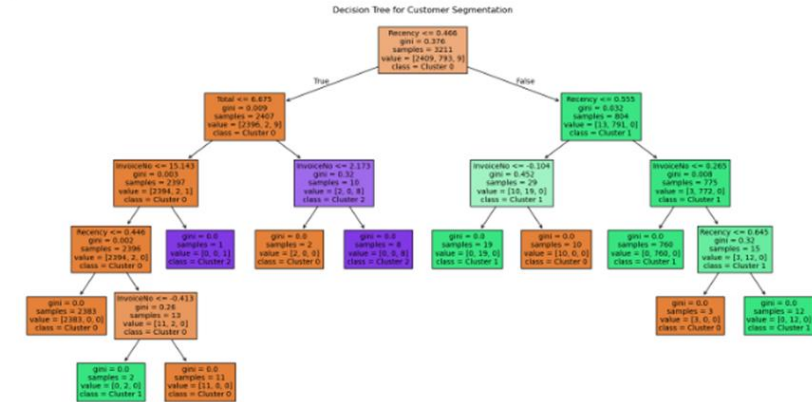 Decision Tree for Customer Segmentation
Recency <= 0.466
gini = 0.376
samples = 3211
value = [2409, 793, 9]
class = Cluster 0
True
False
Total <= 6.675
gini = 0.009
samples = 2407
value = [2396, 2, 9]
class = Cluster 0
Recency <= 0.555
gini = 0.032
samples = 804
value = [13, 791, 0]
class = Cluster 1
InvoiceNo <= 15.143
gini = 0.003
samples = 2397
value = [2394, 2, 1]
class = Cluster 0
InvoiceNo <= 2.173
gini = 0.32
samples = 10
value = [2, 0, 8]
class = Cluster 2
InvoiceNo <= -0.104
gini = 0.452
samples = 29
value = [10, 19, 0]
class = Cluster 1
InvoiceNo <= 0.265
gini = 0.008
samples = 775
value = [3, 772, 0]
class = Cluster 1
Recency <= 0.446
gini = 0.002
samples = 2396
value = [2394, 2, 0]
class = Cluster 0
gini = 0.0
samples = 1
value = [0, 0, 1]
class = Cluster 2
gini = 0.0
samples = 2
value = [2, 0, 0]
class = Cluster 0
gini = 0.0
samples = 8
value = [0, 0, 8]
class = Cluster 2
gini = 0.0
samples = 19
value = [0, 19, 0]
class = Cluster 1
gini = 0.0
samples = 10
value = [10, 0, 0]
class = Cluster 0
gini = 0.0
samples = 760
value = [0, 760, 0]
class = Cluster 1
Recency <= 0.645
gini = 0.32
samples = 15
value = [3, 12, 0]
class = Cluster 1
gini = 0.0
samples = 2383
value = [2383, 0, 0]
class = Cluster 0
InvoiceNo <= -0.413
gini = 0.26
samples = 13
value = [11, 2, 0]
class = Cluster 0
gini = 0.0
samples = 3
value = [3, 0, 0]
class = Cluster 0
gini = 0.0
samples = 12
value = [0, 12, 0]
class = Cluster 1
gini = 0.0
samples = 2
value = [0, 2, 0]
class = Cluster 1
gini = 0.0
samples = 11
value = [11, 0, 0]
class = Cluster 0